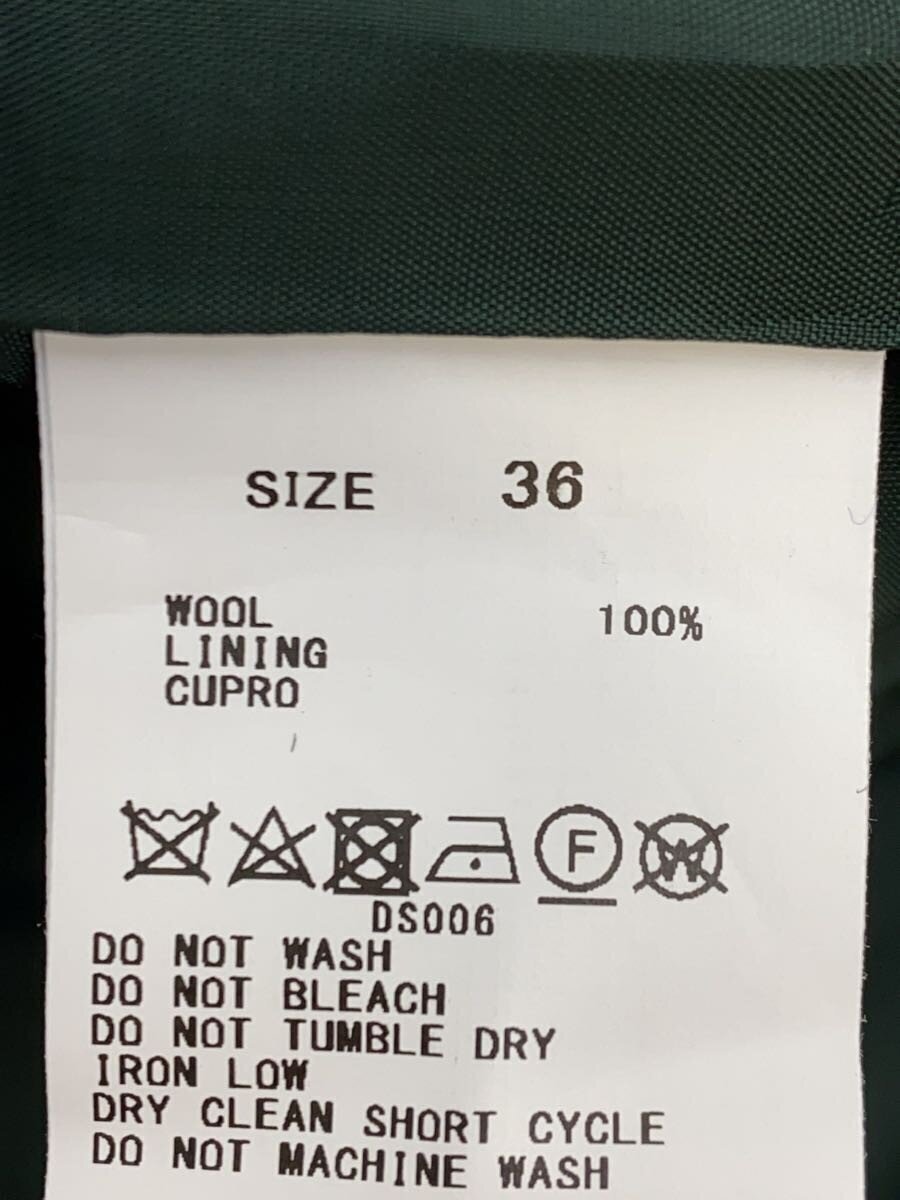 SIZE 36
WOOL 100%
LINING
CUPRO
F W
DS006
DO NOT WASH
DO NOT BLEACH
DO NOT TUMBLE DRY
IRON LOW
DRY CLEAN SHORT CYCLE
DO NOT MACHINE WASH